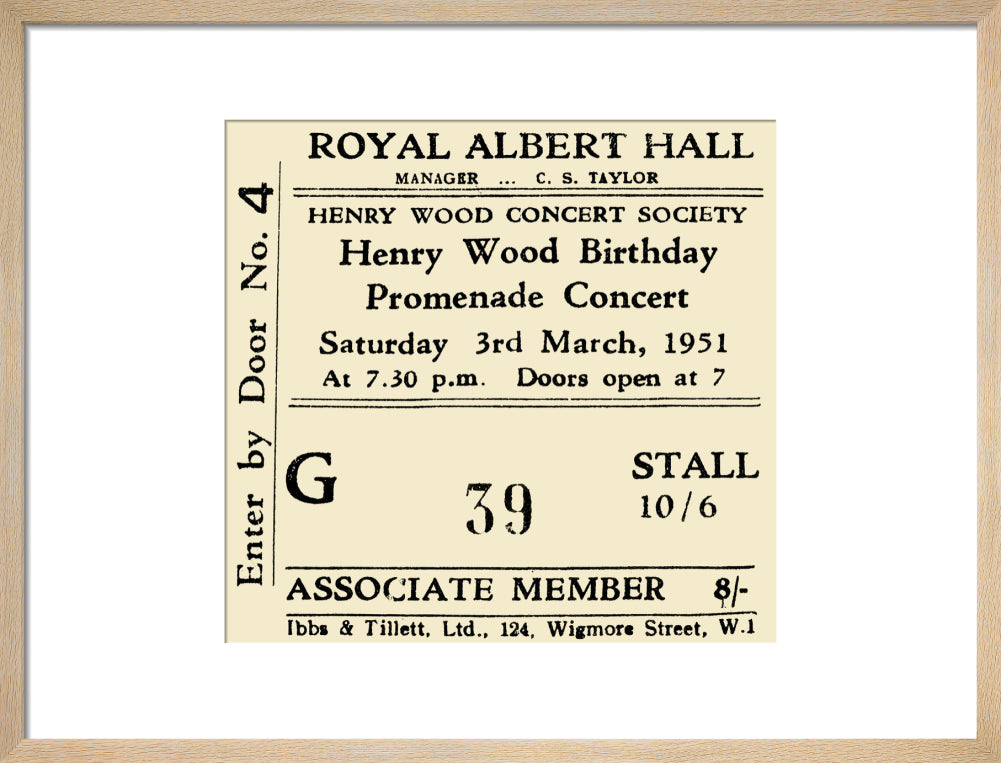 ROYAL ALBERT HALL
MANAGER ... C. S. TAYLOR
HENRY WOOD CONCERT SOCIETY
Henry Wood Birthday
Promenade Concert
Saturday 3rd March, 1951
At 7.30 p.m. Doors open at 7
Enter by Door No. 4
G 39 STALL
10/6
ASSOCIATE MEMBER 8/-
Ibbs & Tillett, Ltd., 124, Wigmore Street, W.1